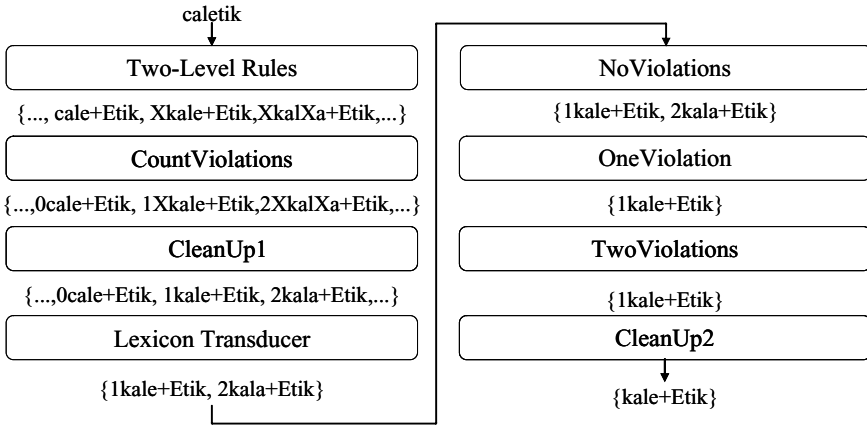 caletik
Two-Level Rules
{..., cale+Etik, Xkale+Etik,XkalXa+Etik,...}
CountViolations
{...,0cale+Etik, 1Xkale+Etik,2XkalXa+Etik,...}
CleanUp1
{...,0cale+Etik, 1kale+Etik, 2kala+Etik,...}
Lexicon Transducer
{1kale+Etik, 2kala+Etik}
NoViolations
{1kale+Etik, 2kala+Etik}
OneViolation
{1kale+Etik}
TwoViolations
{1kale+Etik}
CleanUp2
{kale+Etik}